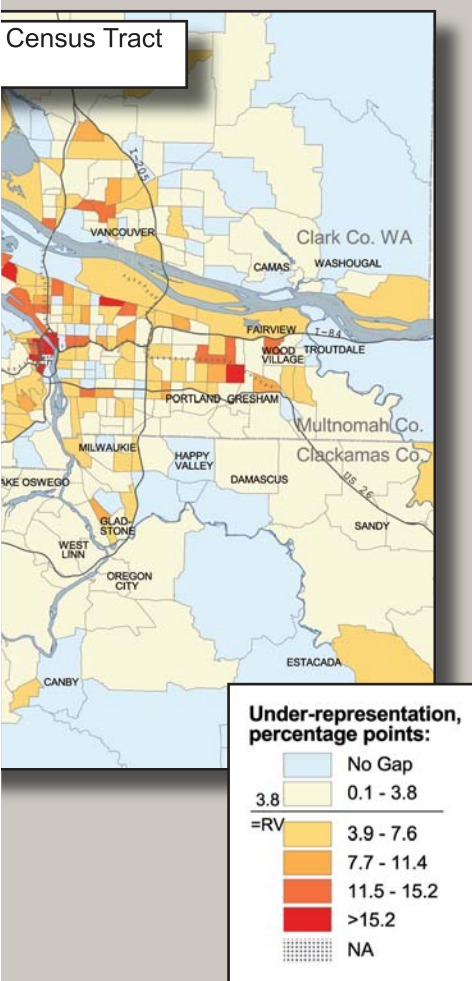 Census Tract
I-205
VANCOUVER
Clark Co. WA
CAMAS
WASHOUGAL
FAIRVIEW
I-84
WOOD
VILLAGE
TROUTDALE
PORTLAND
GRESHAM
Multnomah Co.
Clackamas Co.
MILWAUKIE
HAPPY
VALLEY
DAMASCUS
US 26
AKE OSWEGO
GLAD-
STONE
SANDY
WEST
LINN
OREGON
CITY
ESTACADA
CANBY
Under-representation,
percentage points:
No Gap
3.8
0.1 - 3.8
=RV
3.9 - 7.6
7.7 - 11.4
11.5 - 15.2
>15.2
NA